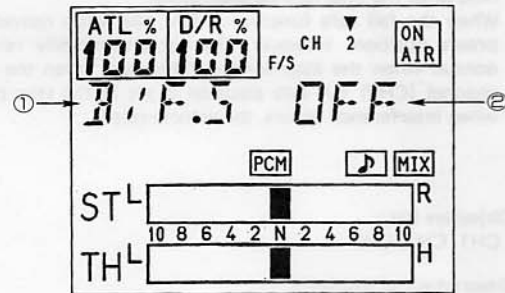 ATL % D/R %
100 100 F/S CH 2 ON AIR
① B/F.S OFF ②
PCM ♪ MIX
ST L R
10 8 6 4 2 N 2 4 6 8 10
TH L H